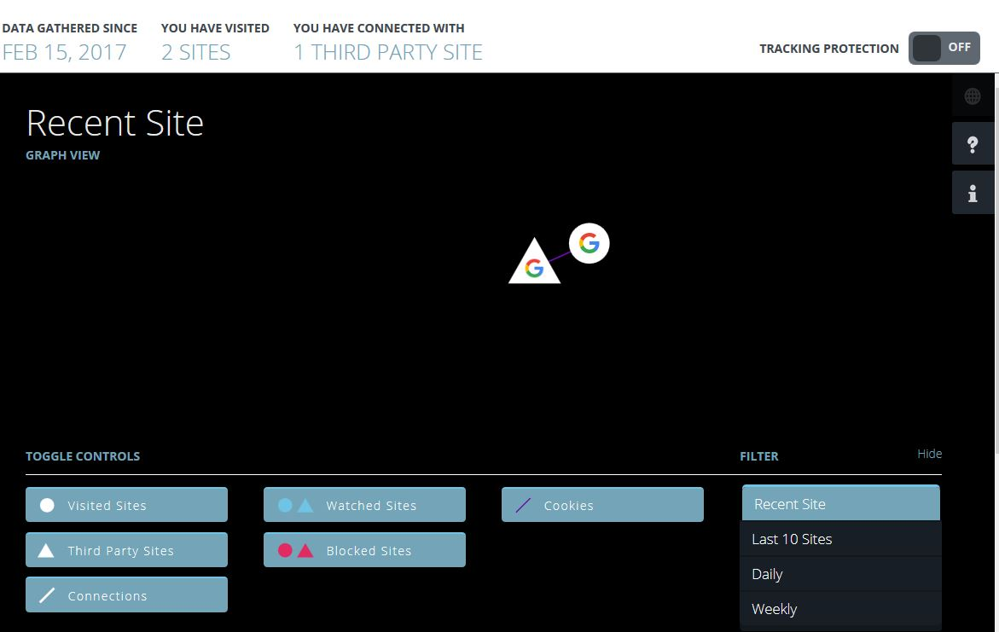 DATA GATHERED SINCE
FEB 15, 2017
YOU HAVE VISITED
2 SITES
YOU HAVE CONNECTED WITH
1 THIRD PARTY SITE
TRACKING PROTECTION
OFF
Recent Site
GRAPH VIEW
?
i
G
G
TOGGLE CONTROLS
Visited Sites
Watched Sites
Cookies
Third Party Sites
Blocked Sites
Connections
FILTER
Hide
Recent Site
Last 10 Sites
Daily
Weekly